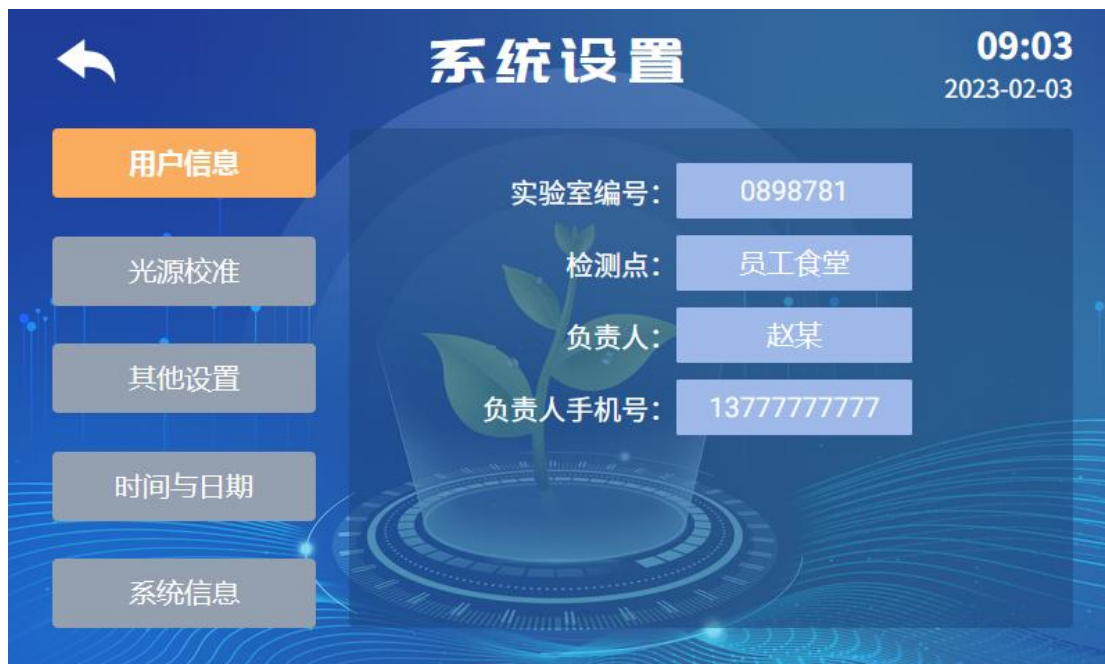 系统设置
09:03
2023-02-03
用户信息
光源校准
其他设置
时间与日期
系统信息
实验室编号： 0898781
检测点： 员工食堂
负责人： 赵某
负责人手机号： 13777777777